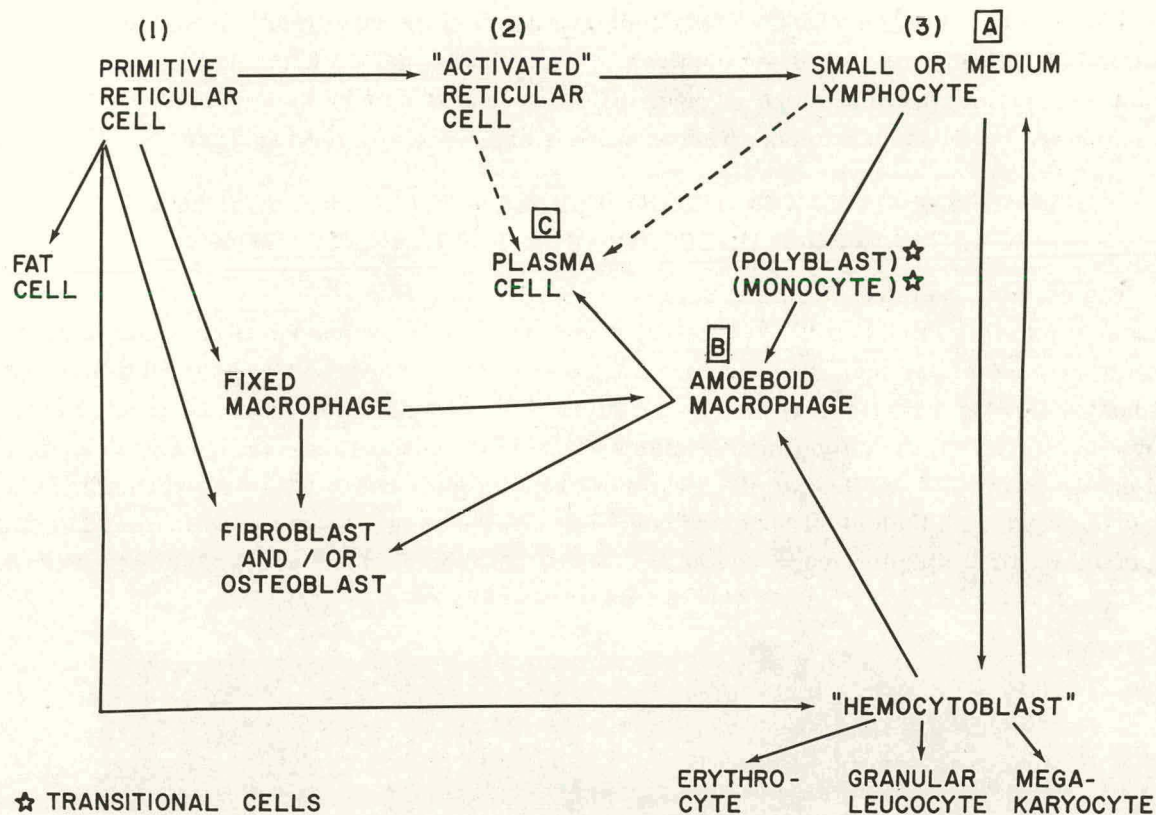 (1)
(2)
(3) A
PRIMITIVE
RETICULAR
CELL
"ACTIVATED"
RETICULAR
CELL
SMALL OR MEDIUM
LYMPHOCYTE
FAT
CELL
C
PLASMA
CELL
(POLYBLAST)☆
(MONOCYTE)☆
B
AMOEBOID
MACROPHAGE
FIXED
MACROPHAGE
FIBROBLAST
AND / OR
OSTEOBLAST
"HEMOCYTOBLAST"
ERYTHRO-
CYTE
GRANULAR
LEUCOCYTE
MEGA-
KARYOCYTE
☆ TRANSITIONAL CELLS